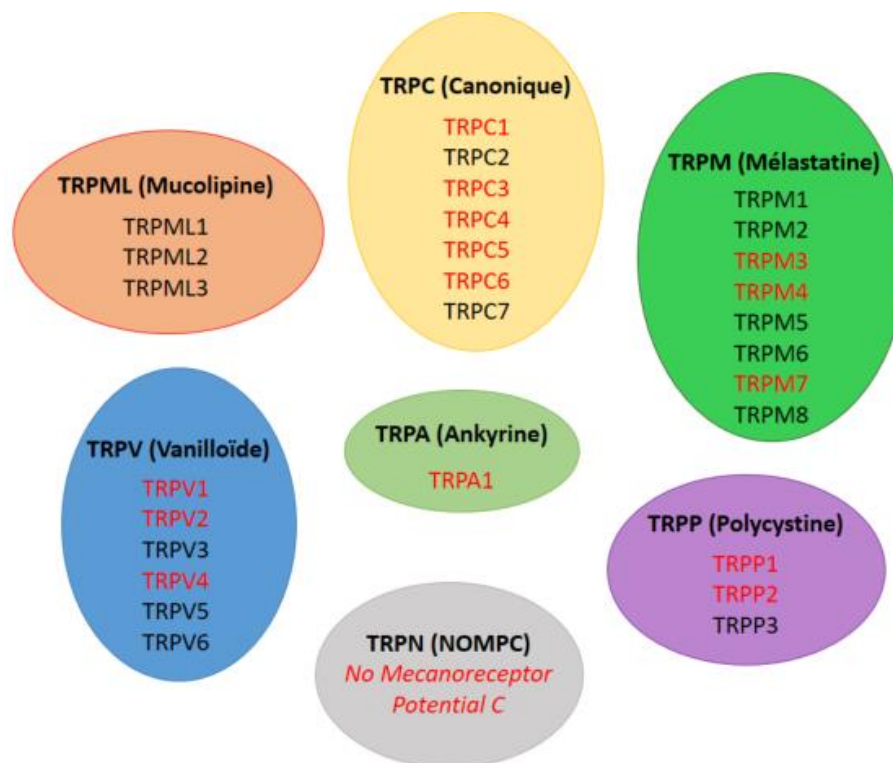 TRPC (Canonique)
TRPC1
TRPC2
TRPC3
TRPC4
TRPC5
TRPC6
TRPC7
TRPML (Mucolipine)
TRPML1
TRPML2
TRPML3
TRPM (Mélastatine)
TRPM1
TRPM2
TRPM3
TRPM4
TRPM5
TRPM6
TRPM7
TRPM8
TRPV (Vanilloïde)
TRPV1
TRPV2
TRPV3
TRPV4
TRPV5
TRPV6
TRPA (Ankyrine)
TRPA1
TRPP (Polycystine)
TRPP1
TRPP2
TRPP3
TRPN (NOMPC)
No Mecanoreceptor
Potential C